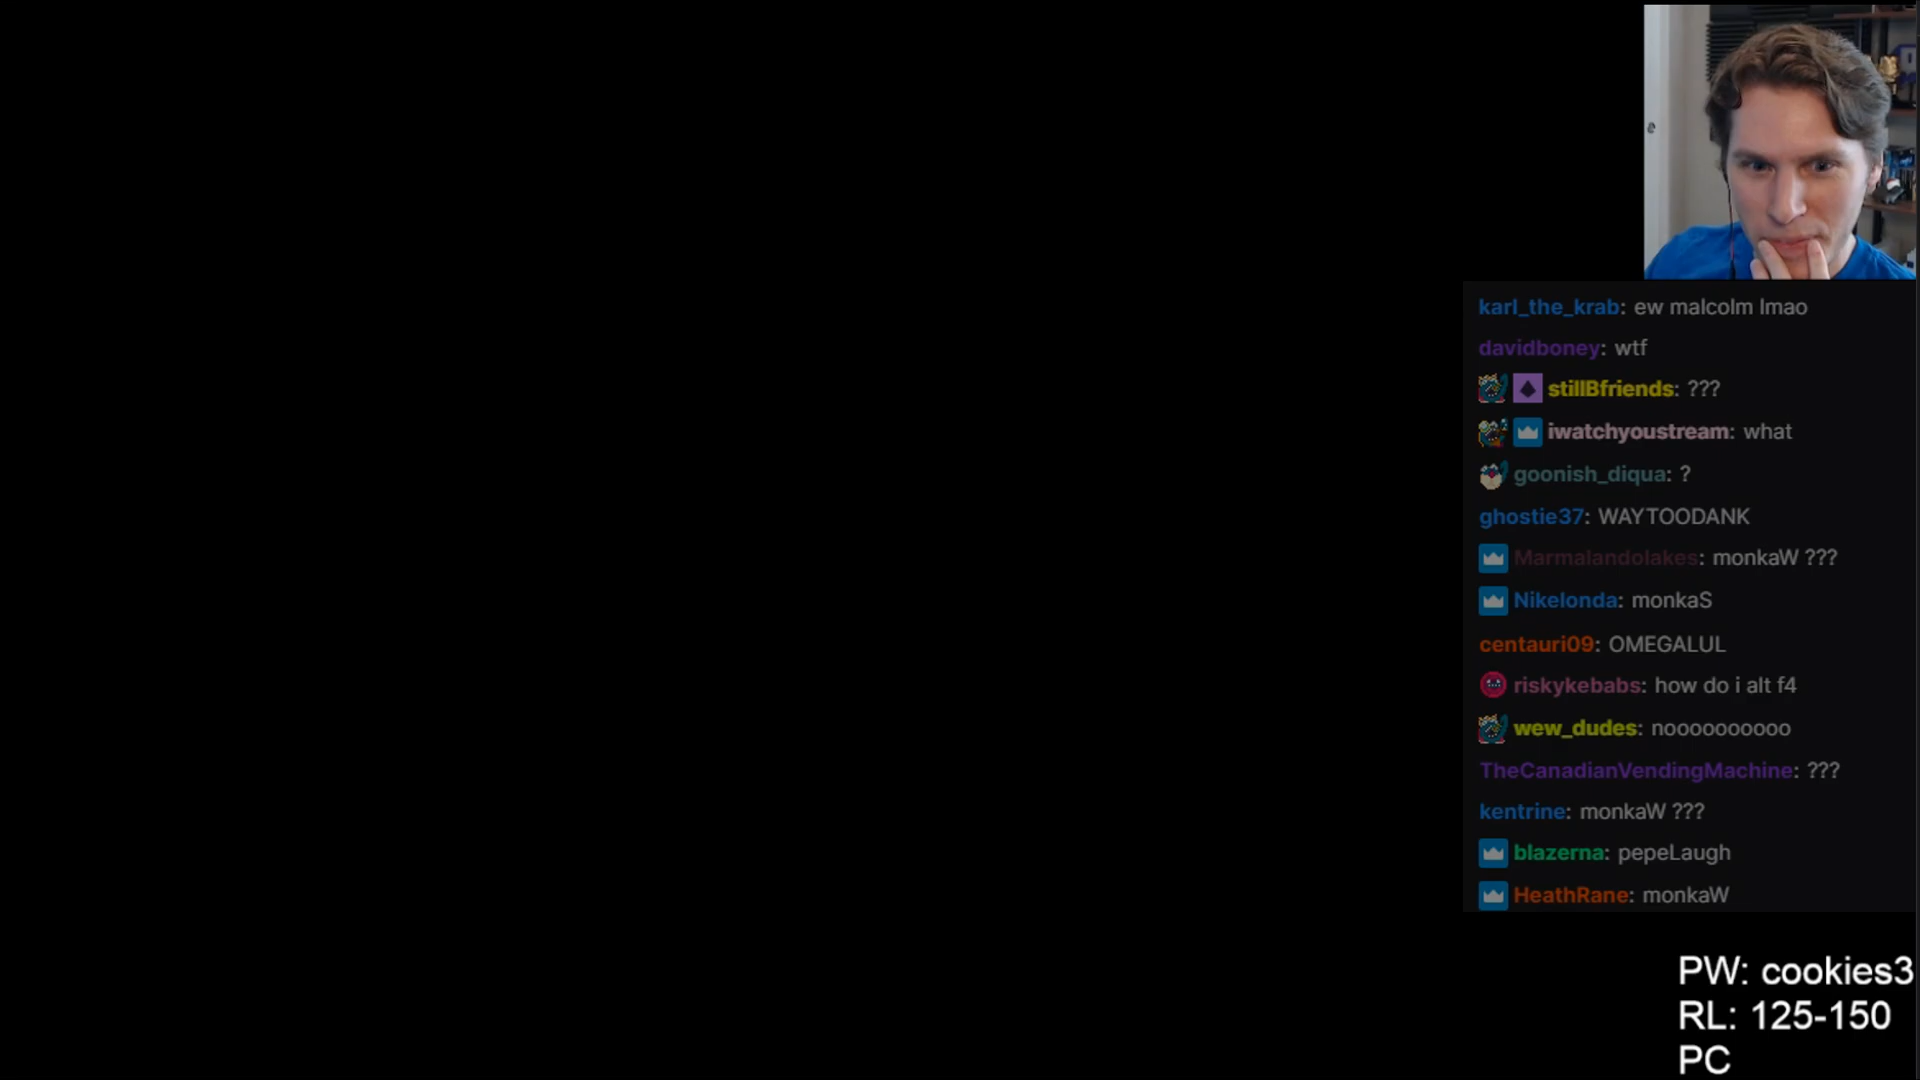 karl_the_krab: ew malcolm lmao
davidboney: wtf
stillBfriends: ???
iwatchyoustream: what
goonish_diqua: ?
ghostie37: WAYTOODANK
Marmalandolakes: monkaW ???
Nikelonda: monkaS
centauri09: OMEGALUL
riskykebabs: how do i alt f4
wew_dudes: noooooooooo
TheCanadianVendingMachine: ???
kentrine: monkaW ???
blazerna: pepeLaugh
HeathRane: monkaW
PW: cookies3
RL: 125-150
PC